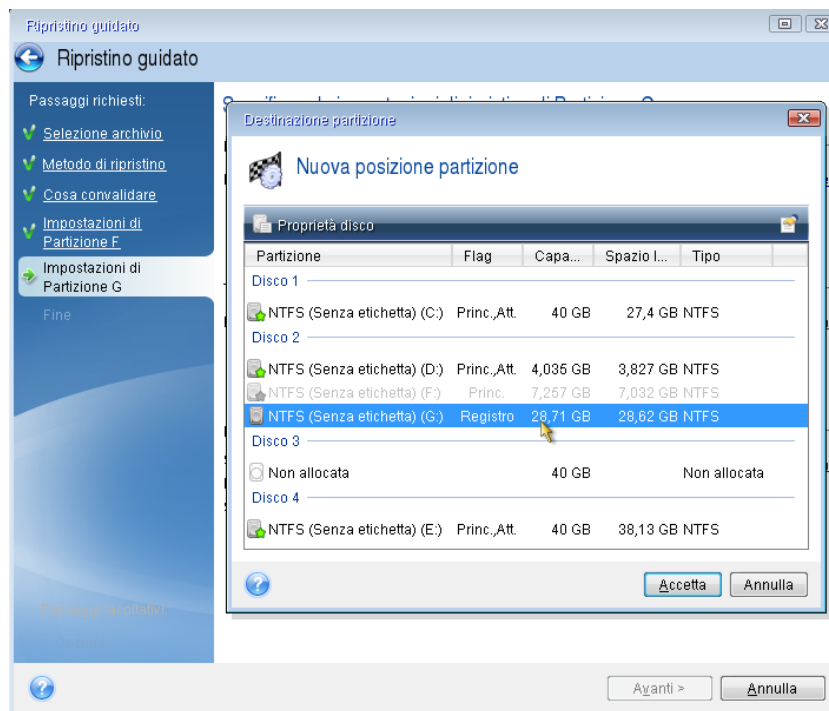 Ripristino guidato
Ripristino guidato
Passaggi richiesti:
Selezione archivio
Metodo di ripristino
Cosa convalidare
Impostazioni di
Partizione F
Impostazioni di
Partizione G
Fine
Destinazione partizione
Nuova posizione partizione
Proprietà disco
Partizione Flag Capa... Spazio l... Tipo
Disco 1
NTFS (Senza etichetta) (C:) Princ.,Att. 40 GB 27,4 GB NTFS
Disco 2
NTFS (Senza etichetta) (D:) Princ.,Att. 4,035 GB 3,827 GB NTFS
NTFS (Senza etichetta) (F:) Princ. 7,257 GB 7,032 GB NTFS
NTFS (Senza etichetta) (G:) Registro 28,71 GB 28,62 GB NTFS
Disco 3
Non allocata 40 GB Non allocata
Disco 4
NTFS (Senza etichetta) (E:) Princ.,Att. 40 GB 38,13 GB NTFS
Accetta Annulla
Passaggi facoltativi:
Avanti > Annulla